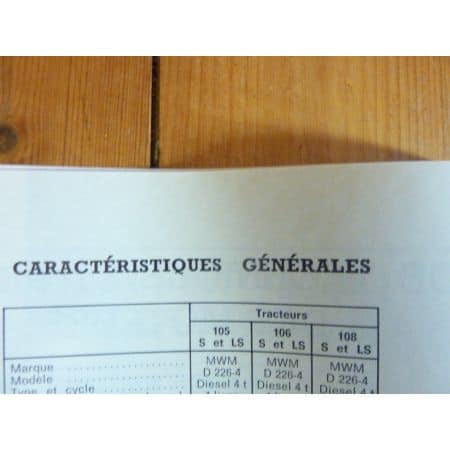 CARACTÉRISTIQUES GÉNÉRALES
Tracteurs
105 106 108
S et LS S et LS S et LS
Marque .................. MWM MWM MWM
Modèle .................. D 226-4 D 226-4 D 226-4
Type et cycle .............. Diesel 4 t Diesel 4 t Diesel 4 t